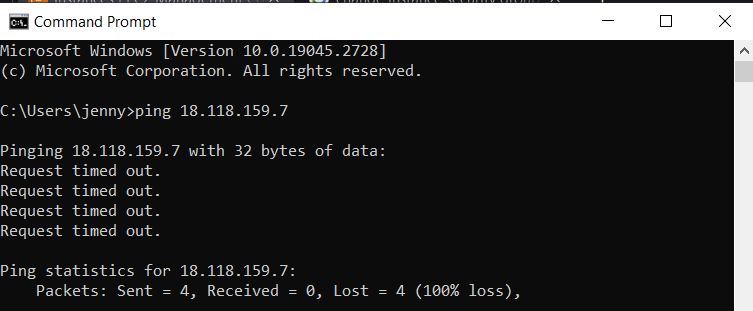 Command Prompt
Microsoft Windows [Version 10.0.19045.2728]
(c) Microsoft Corporation. All rights reserved.
C:\Users\jenny>ping 18.118.159.7
Pinging 18.118.159.7 with 32 bytes of data:
Request timed out.
Request timed out.
Request timed out.
Request timed out.
Ping statistics for 18.118.159.7:
    Packets: Sent = 4, Received = 0, Lost = 4 (100% loss),